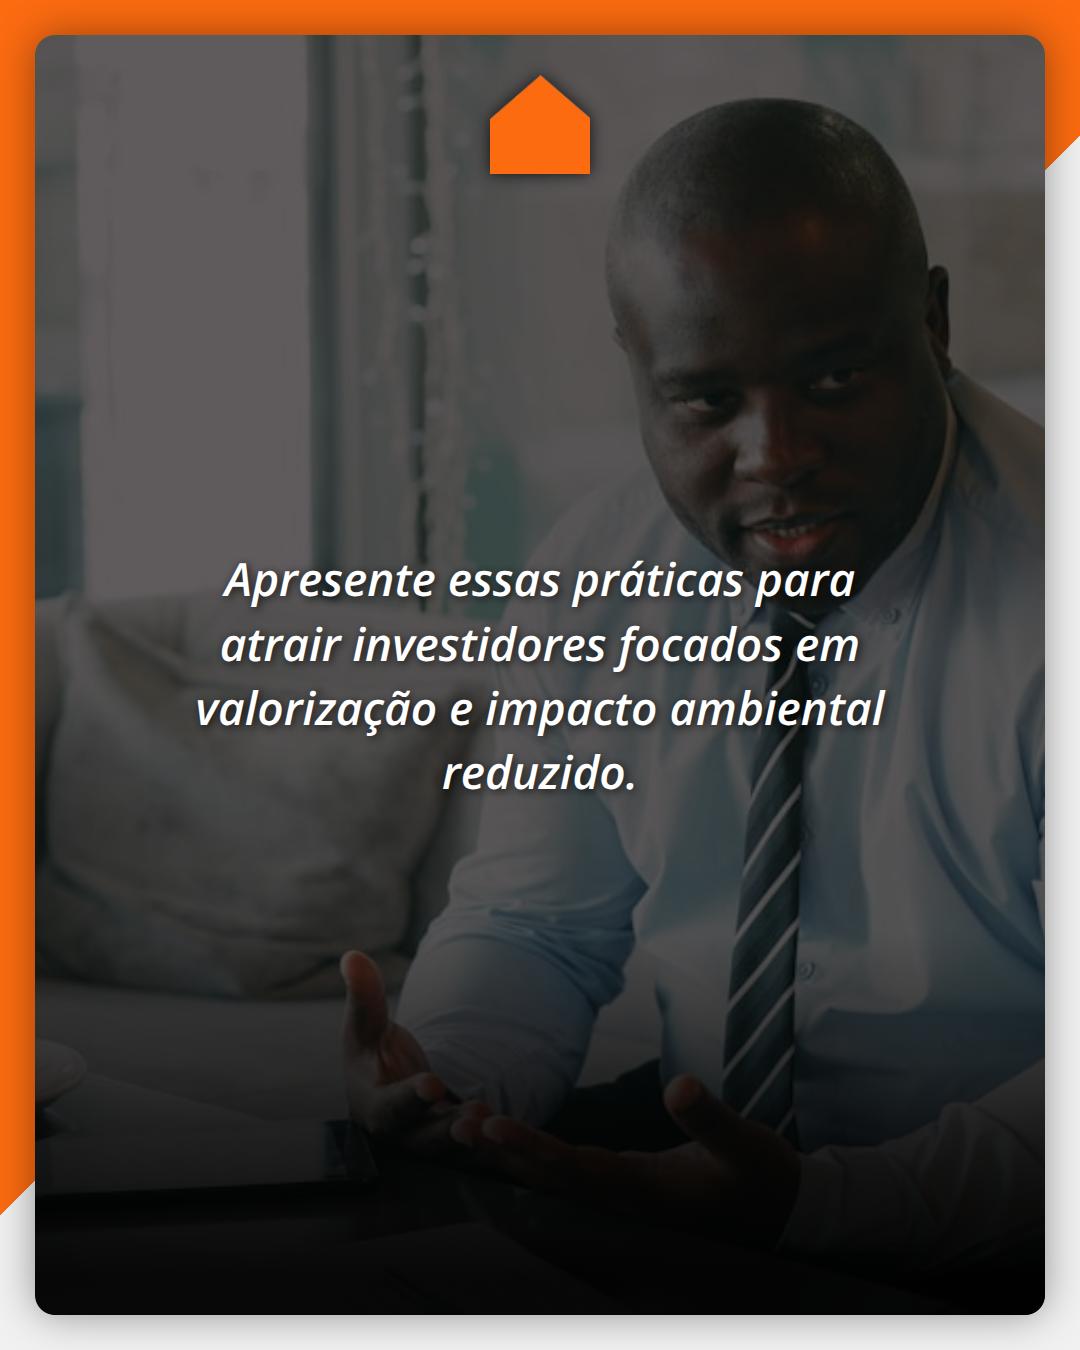 Apresente essas práticas para
atrair investidores focados em
valorização e impacto ambiental
reduzido.